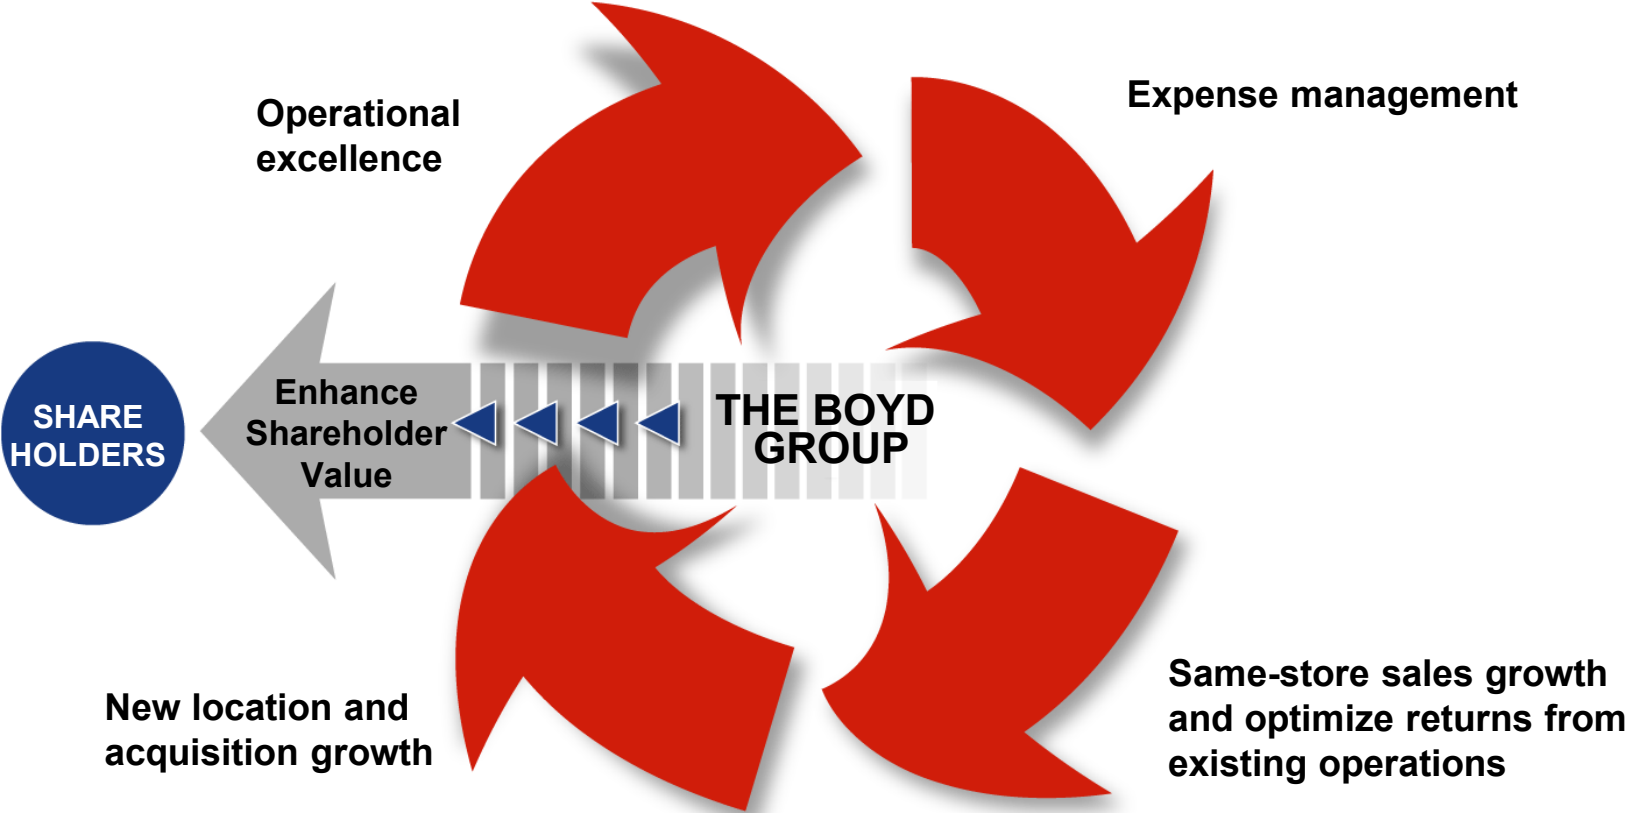 Operational
excellence
Expense management
SHARE
HOLDERS
Enhance
Shareholder
Value
THE BOYD
GROUP
New location and
acquisition growth
Same-store sales growth
and optimize returns from
existing operations